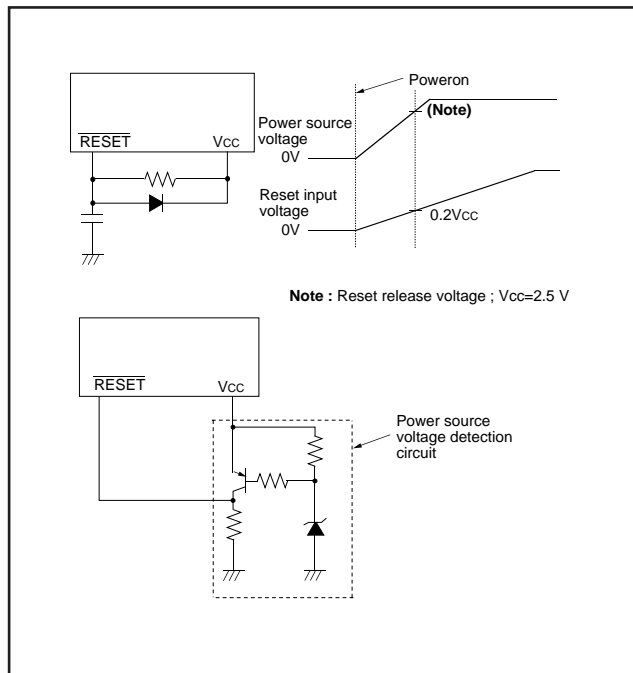 Poweron
(Note)
RESET
VCC
Power source
voltage
0V
Reset input
voltage
0V
0.2VCC
Note : Reset release voltage ; Vcc=2.5 V
RESET
VCC
Power source
voltage detection
circuit